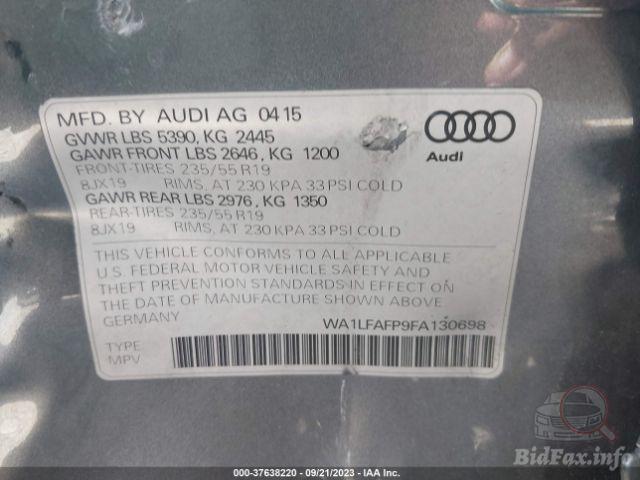 MFD. BY AUDI AG 04 15
GVWR LBS 5390, KG 2445
GAWR FRONT LBS 2646, KG 1200
FRONT-TIRES 235/55 R19
8JX19 RIMS, AT 230 KPA 33 PSI COLD
GAWR REAR LBS 2976, KG 1350
REAR-TIRES 235/55 R19
8JX19 RIMS, AT 230 KPA 33 PSI COLD
Audi
THIS VEHICLE CONFORMS TO ALL APPLICABLE
U.S. FEDERAL MOTOR VEHICLE SAFETY AND
THEFT PREVENTION STANDARDS IN EFFECT ON
THE DATE OF MANUFACTURE SHOWN ABOVE.
GERMANY
WA1LFAFP9FA130698
TYPE
MPV
BidFax.info
000-37638220 - 09/21/2023 - IAA Inc.